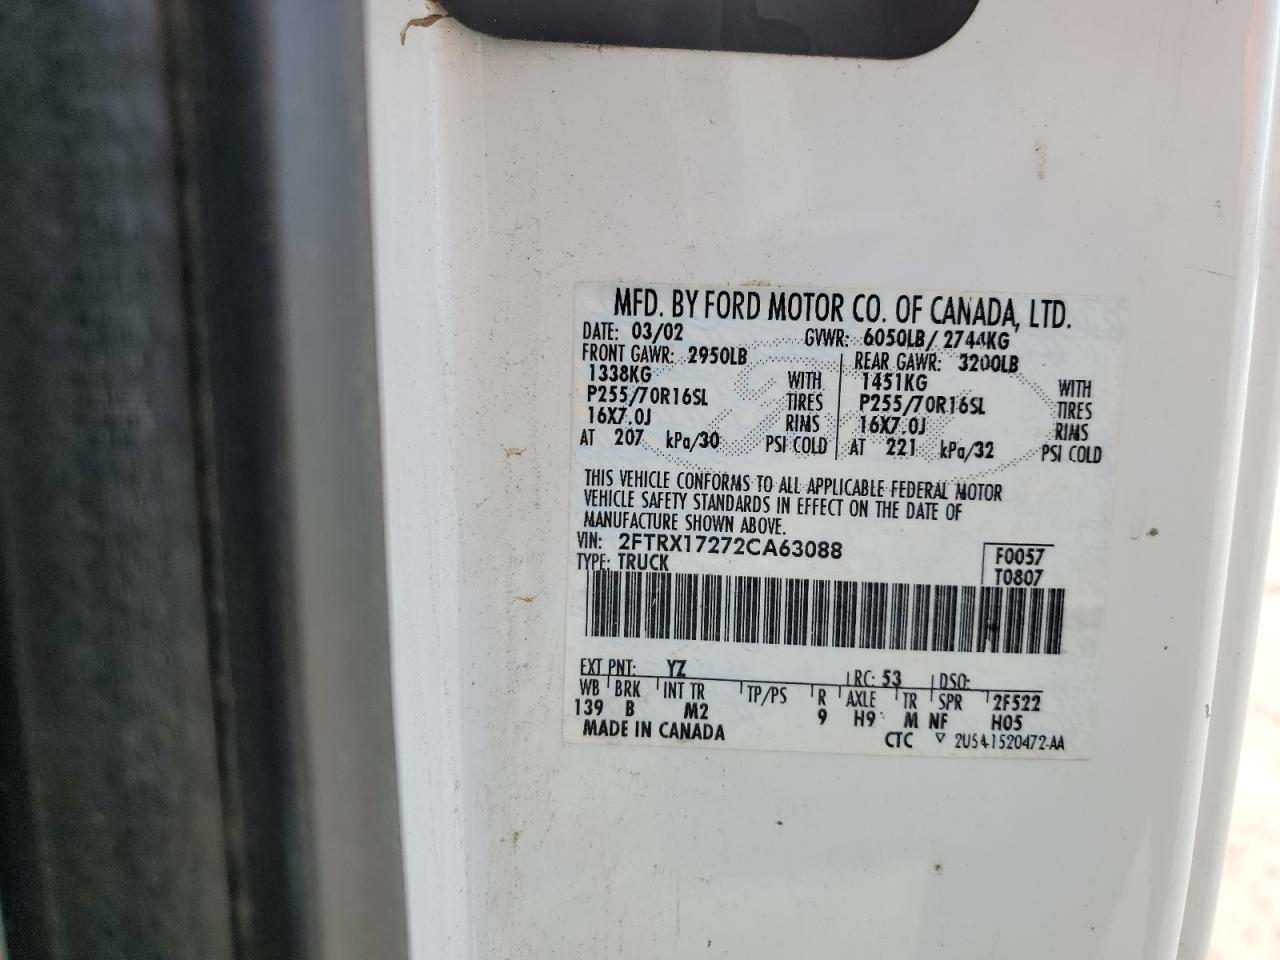 MFD. BY FORD MOTOR CO. OF CANADA, LTD.
DATE: 03/02 GVWR: 6050LB/ 2744KG
FRONT GAWR: 2950LB REAR GAWR: 3200LB
1338KG WITH 1451KG WITH
P255/70R16SL TIRES P255/70R16SL TIRES
16X7.0J RIMS 16X7.0J RIMS
AT 207 kPa/30 PSI COLD AT 221 kPa/32 PSI COLD
THIS VEHICLE CONFORMS TO ALL APPLICABLE FEDERAL MOTOR
VEHICLE SAFETY STANDARDS IN EFFECT ON THE DATE OF
MANUFACTURE SHOWN ABOVE.
VIN: 2FTRX17272CA63088 F0057
TYPE: TRUCK T0807
EXT PNT: YZ RC: 53 DSO:
WB BRK INT TR TP/PS R AXLE TR SPR 2F522
139 B M2 9 H9 M NF H05
MADE IN CANADA CTC ▽ 2U54-1520472-AA